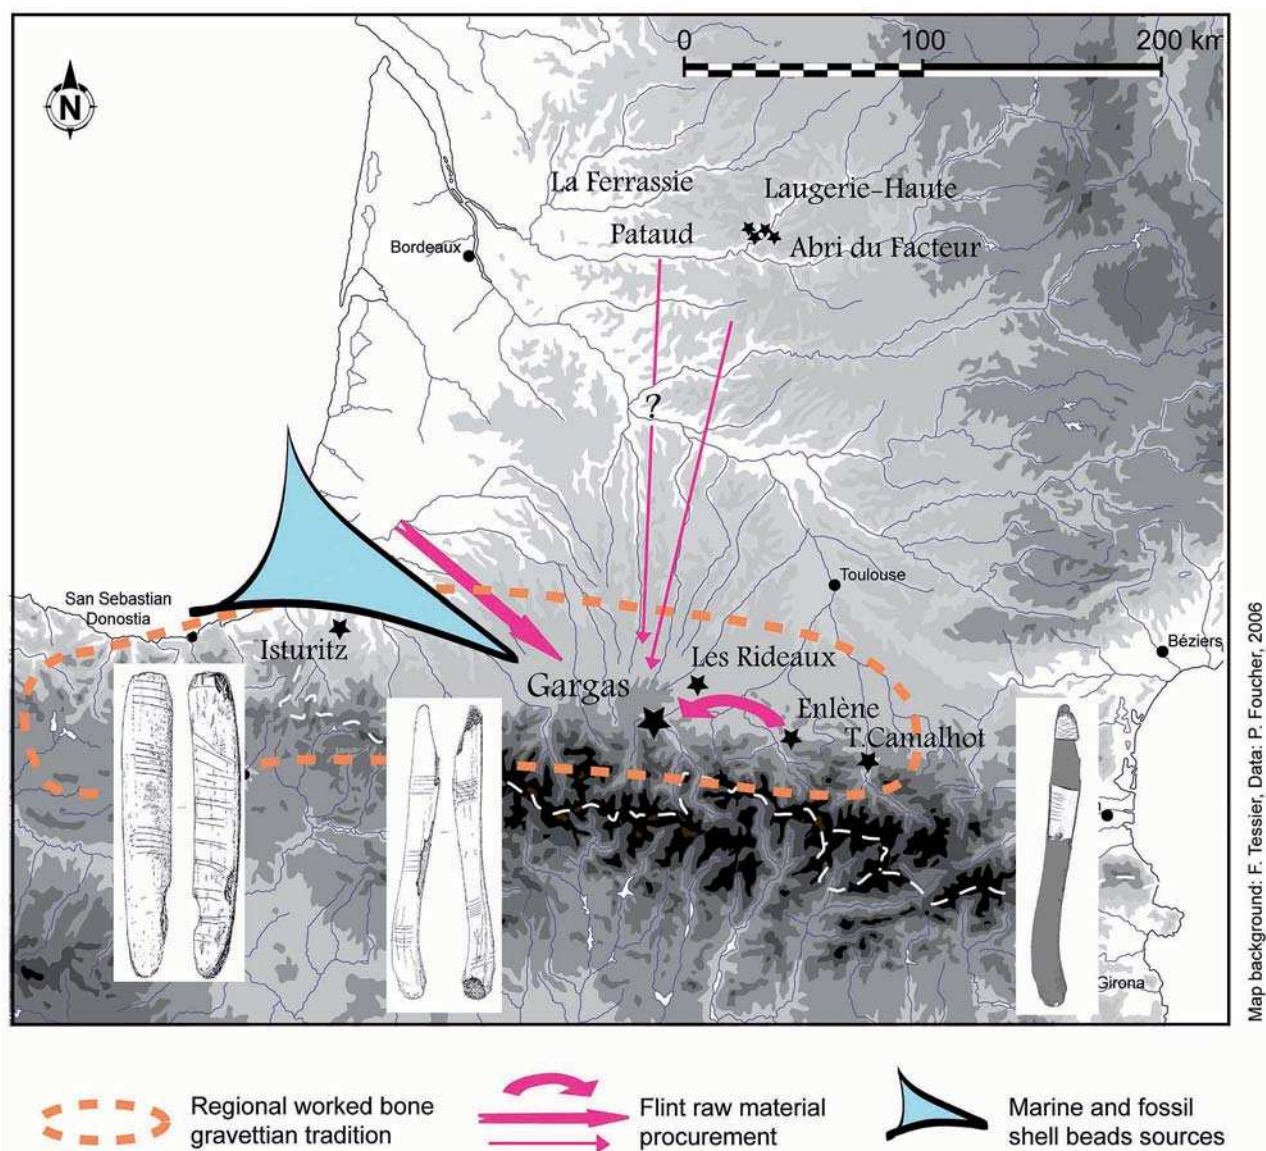 0 100 200 km
N
La Ferrassie
Laugerie-Haute
Pataud
Abri du Facteur
Bordeaux
?
Toulouse
San Sebastian
Donostia
Isturitz
Béziers
Les Rideaux
Gargas
Enlène
T.Camalhot
Girona
Map background: F. Tessier, Data: P. Foucher, 2006
Regional worked bone
gravettian tradition
Flint raw material
procurement
Marine and fossil
shell beads sources